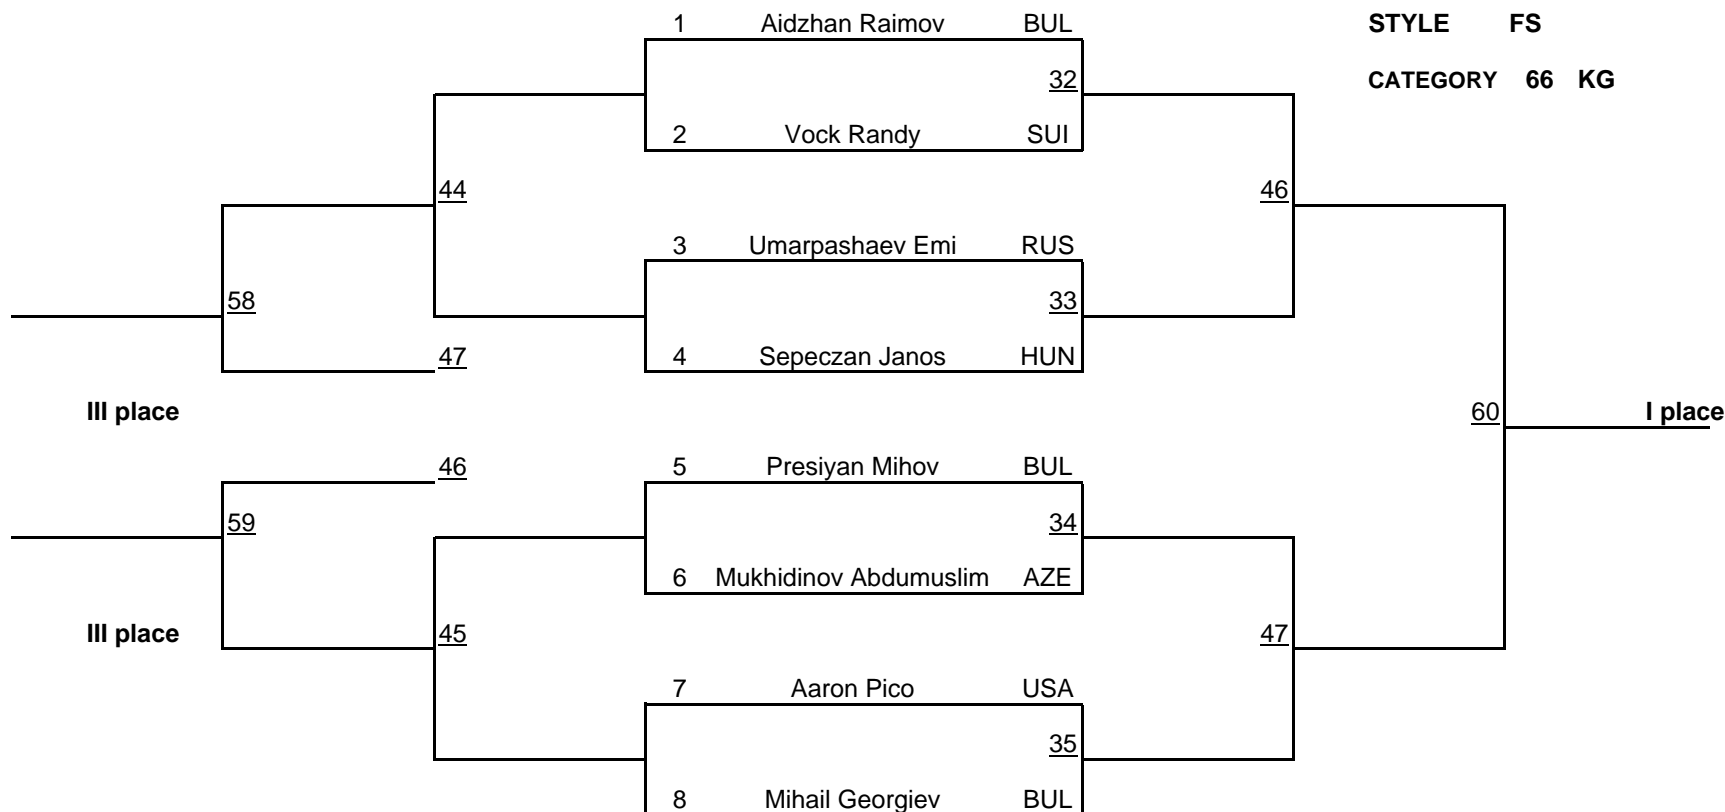 1 Aidzhan Raimov BUL STYLE FS
32 CATEGORY 66 KG
2 Vock Randy SUI
44 46
3 Umarpashaev Emi RUS
58 33
47 4 Sepeczan Janos HUN
III place 60 I place
46 5 Presiyan Mihov BUL
59 34
6 Mukhidinov Abdumuslim AZE
III place 45 47
7 Aaron Pico USA
35
8 Mihail Georgiev BUL